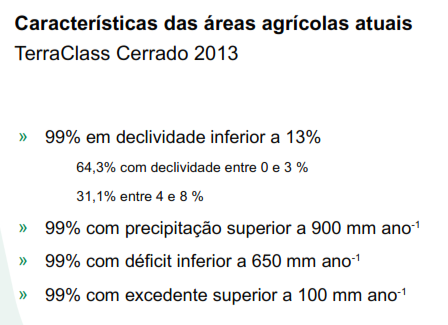 Características das áreas agrícolas atuais
TerraClass Cerrado 2013
» 99% em declividade inferior a 13%
64,3% com declividade entre 0 e 3 %
31,1% entre 4 e 8 %
» 99% com precipitação superior a 900 mm ano⁻¹
» 99% com déficit inferior a 650 mm ano⁻¹
» 99% com excedente superior a 100 mm ano⁻¹